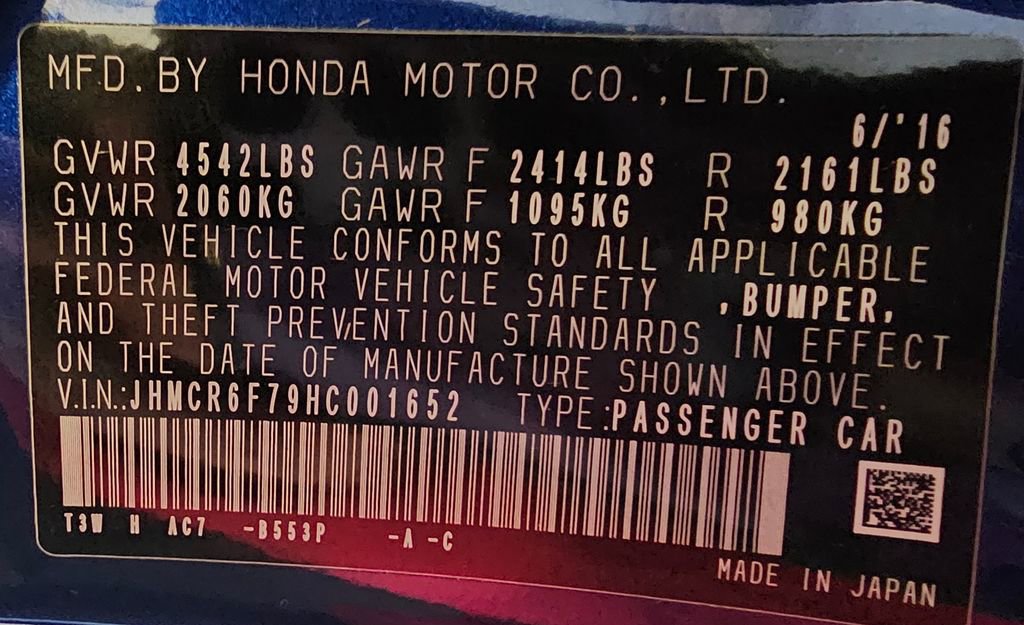 MFD. BY HONDA MOTOR CO., LTD.
6/'16
GVWR 4542LBS GAWR F 2414LBS R 2161LBS
GVWR 2060KG GAWR F 1095KG R 980KG
THIS VEHICLE CONFORMS TO ALL APPLICABLE
FEDERAL MOTOR VEHICLE SAFETY , BUMPER,
AND THEFT PREVENTION STANDARDS IN EFFECT
ON THE DATE OF MANUFACTURE SHOWN ABOVE.
V.I.N.:JHMCR6F79HC001652 TYPE:PASSENGER CAR
T3W H AC7 -B553P -A -C
MADE IN JAPAN